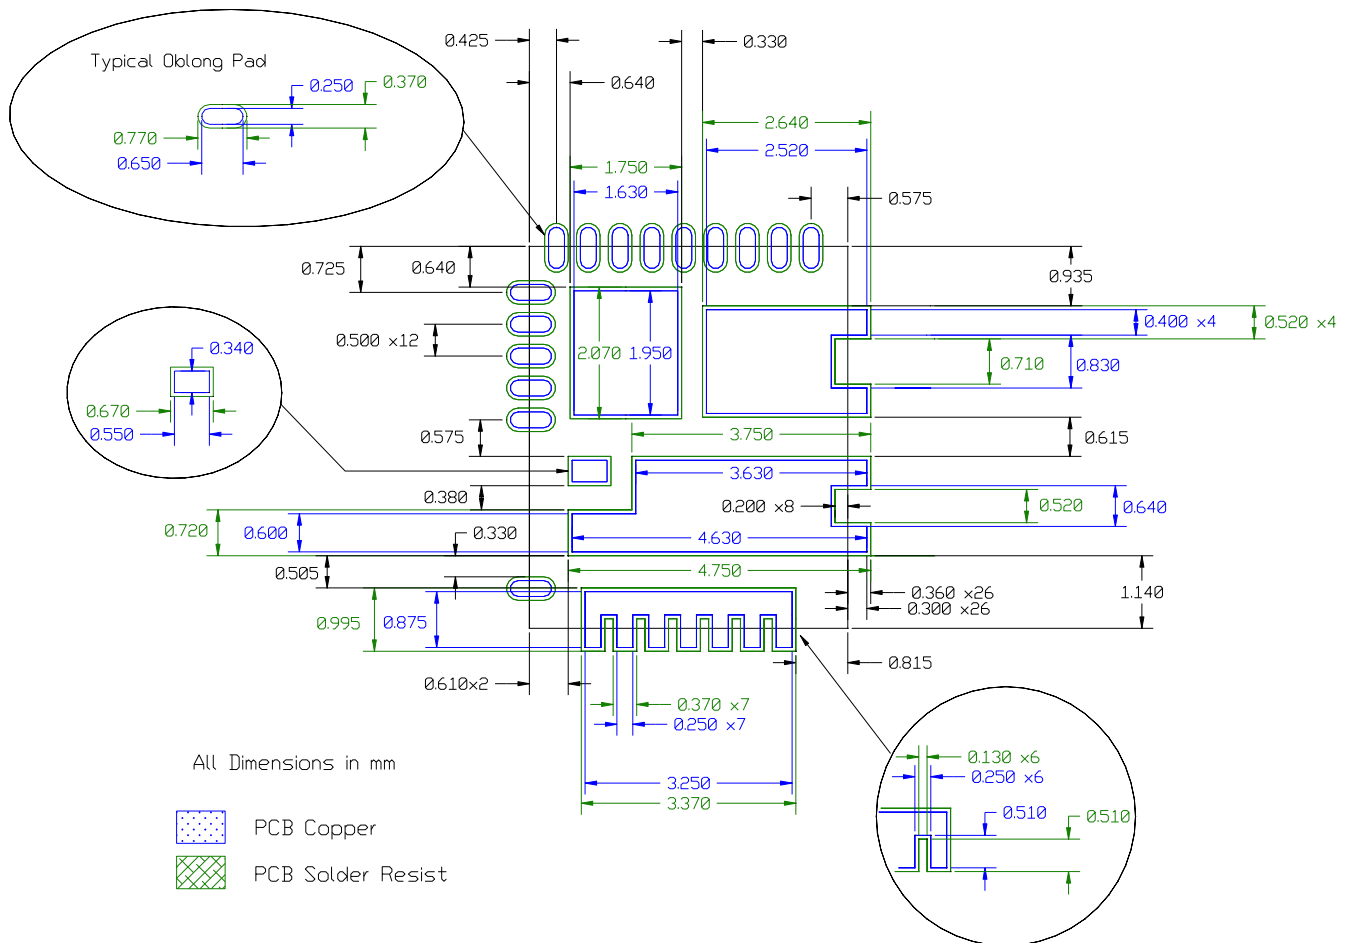 0.425
0.330
Typical Oblong Pad
0.250
0.370
0.640
0.770
0.650
2.640
2.520
1.750
1.630
0.575
0.725
0.640
0.935
0.400 x4
0.520 x4
0.500 x12
0.340
2.070
1.950
0.710
0.830
0.670
0.550
0.575
3.750
0.615
3.630
0.380
0.200 x8
0.520
0.640
0.720
0.600
0.330
4.630
0.505
4.750
0.360 x26
0.300 x26
1.140
0.995
0.875
0.815
0.610x2
0.370 x7
0.250 x7
0.130 x6
0.250 x6
All Dimensions in mm
3.250
3.370
0.510
0.510
PCB Copper
PCB Solder Resist